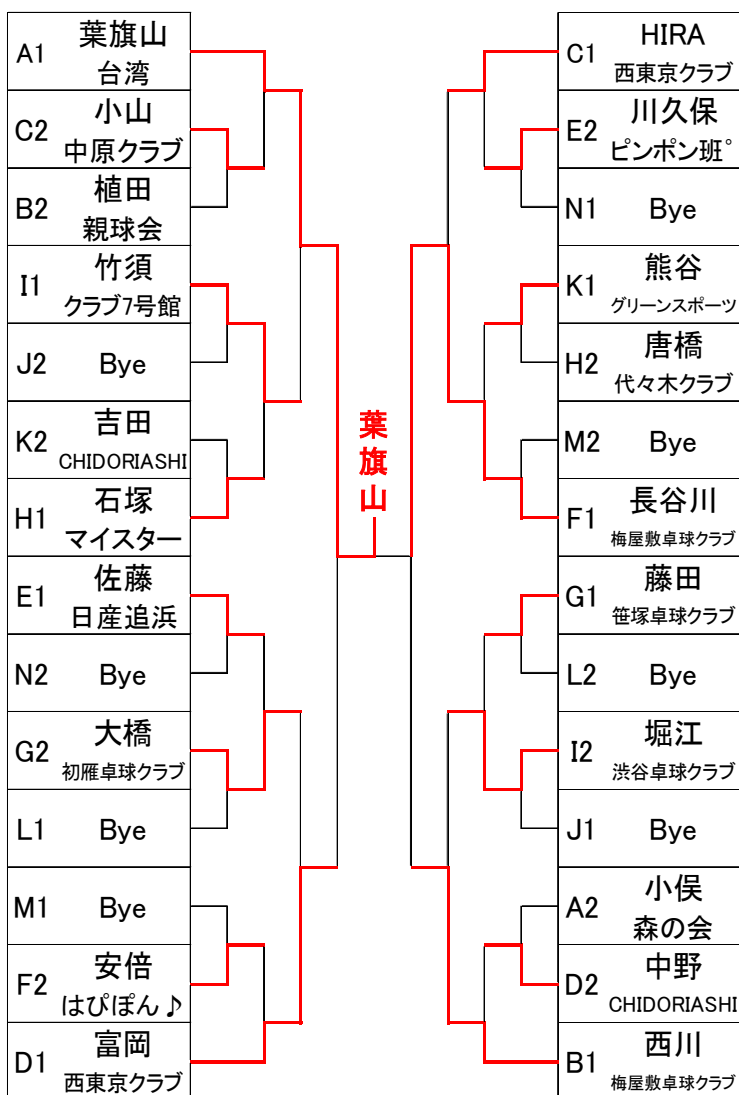 A1 葉旗山
台湾
C2 小山
中原クラブ
B2 植田
親球会
I1 竹須
クラブ7号館
J2 Bye
K2 吉田
CHIDORIASHI
H1 石塚
マイスター
E1 佐藤
日産追浜
N2 Bye
G2 大橋
初雁卓球クラブ
L1 Bye
M1 Bye
F2 安倍
はぴぽん♪
D1 富岡
西東京クラブ
葉旗山
C1 HIRA
西東京クラブ
E2 川久保
ピンポン班゜
N1 Bye
K1 熊谷
グリーンスポーツ
H2 唐橋
代々木クラブ
M2 Bye
F1 長谷川
梅屋敷卓球クラブ
G1 藤田
笹塚卓球クラブ
L2 Bye
I2 堀江
渋谷卓球クラブ
J1 Bye
A2 小俣
森の会
D2 中野
CHIDORIASHI
B1 西川
梅屋敷卓球クラブ